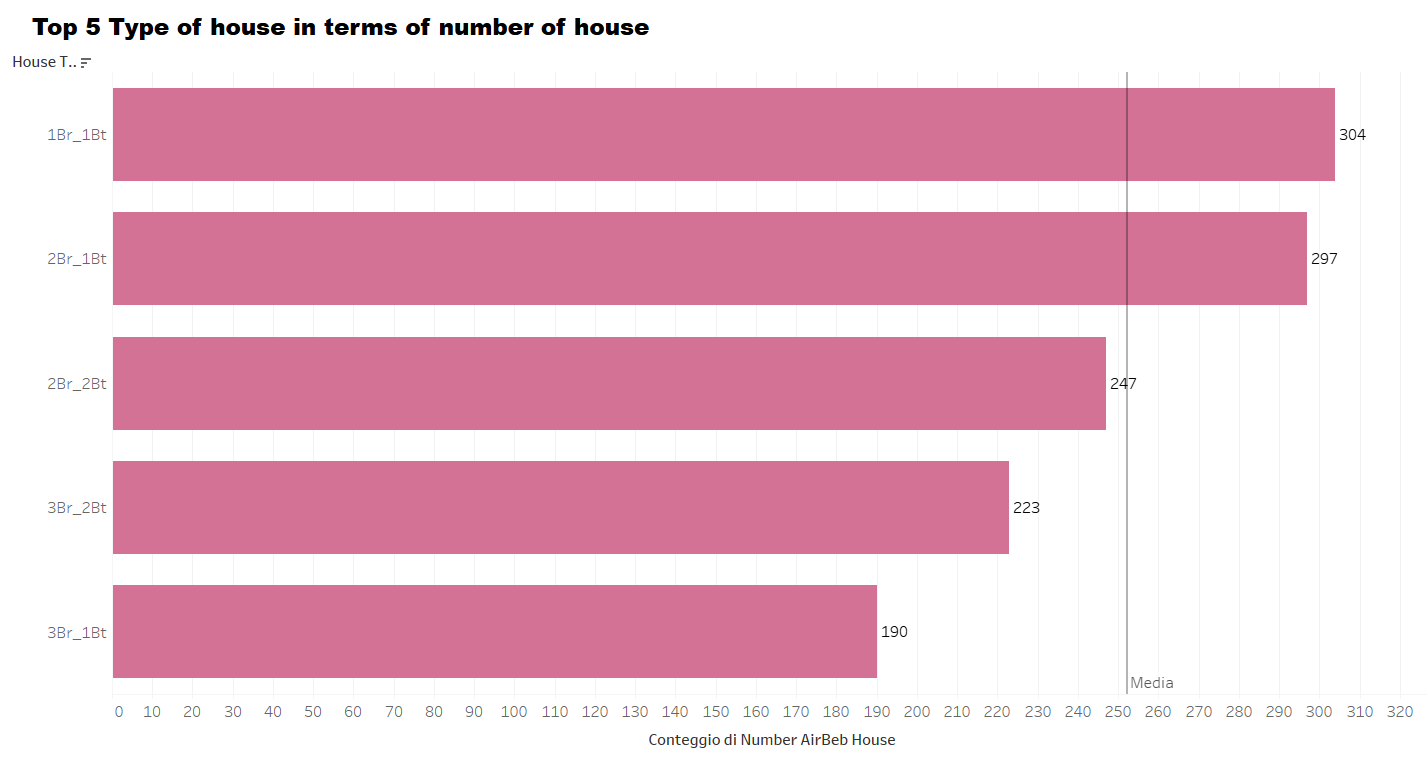 Top 5 Type of house in terms of number of house
House T..
1Br_1Bt
304
2Br_1Bt
297
2Br_2Bt
247
3Br_2Bt
223
3Br_1Bt
190
Media
0 10 20 30 40 50 60 70 80 90 100 110 120 130 140 150 160 170 180 190 200 210 220 230 240 250 260 270 280 290 300 310 320
Conteggio di Number AirBeb House